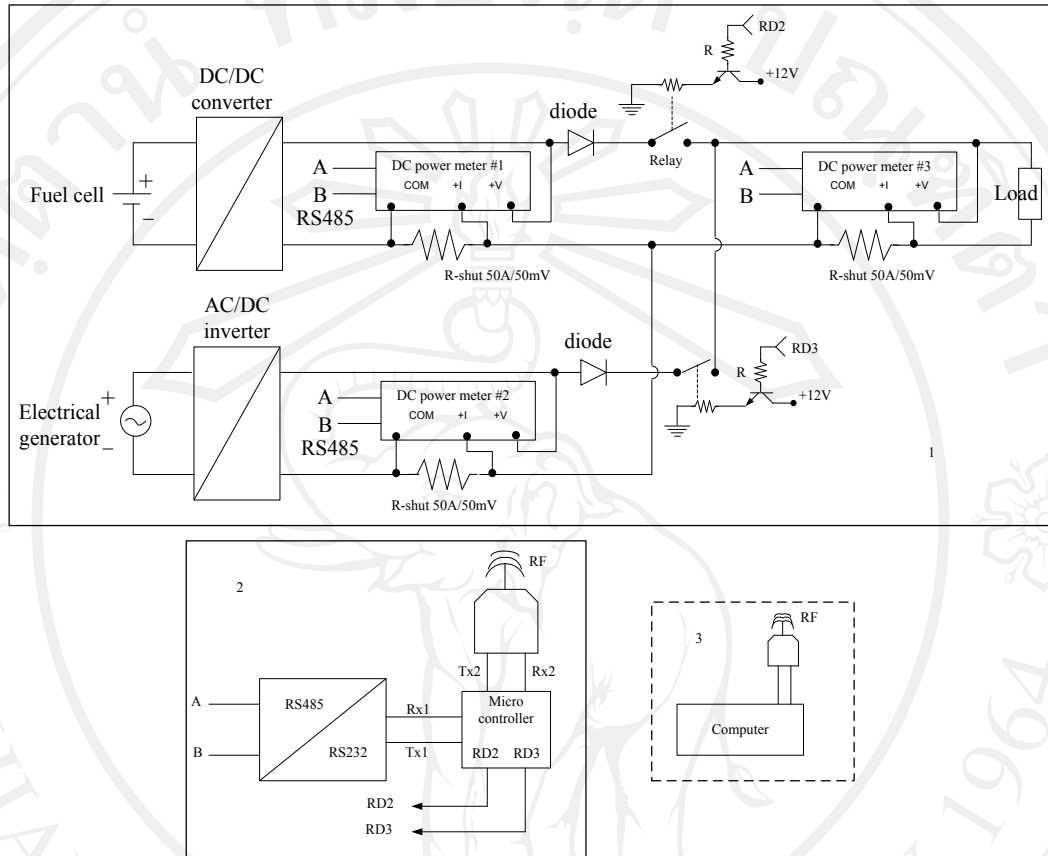 RD2
R
+12V
DC/DC
converter
diode
Relay
Fuel cell
+
−
A
B
RS485
DC power meter #1
COM
+I
+V
R-shut 50A/50mV
A
B
DC power meter #3
COM
+I
+V
Load
R-shut 50A/50mV
AC/DC
inverter
diode
RD3
R
+12V
Electrical
generator
+
−
A
B
RS485
DC power meter #2
COM
+I
+V
R-shut 50A/50mV
1
2
RF
Tx2
Rx2
A
B
RS485
RS232
Rx1
Tx1
Micro
controller
RD2
RD3
RD2
RD3
3
RF
Computer
1964